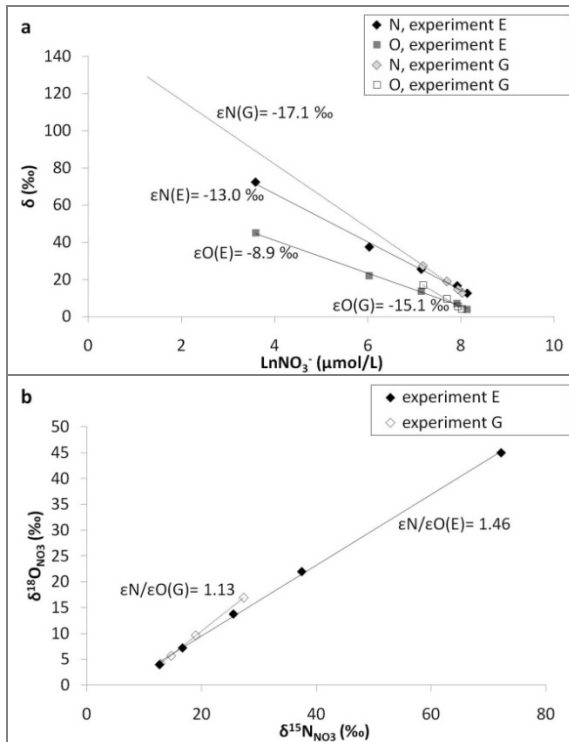 a
N, experiment E
O, experiment E
N, experiment G
O, experiment G
140
120
100
80
60
40
20
0
δ (‰)
εN(G)= -17.1 ‰
εN(E)= -13.0 ‰
εO(E)= -8.9 ‰
εO(G)= -15.1 ‰
0 2 4 6 8 10
LnNO₃⁻ (µmol/L)
b
experiment E
experiment G
50
45
40
35
30
25
20
15
10
5
0
δ¹⁸O_NO3 (‰)
εN/εO(E)= 1.46
εN/εO(G)= 1.13
0 20 40 60 80
δ¹⁵N_NO3 (‰)